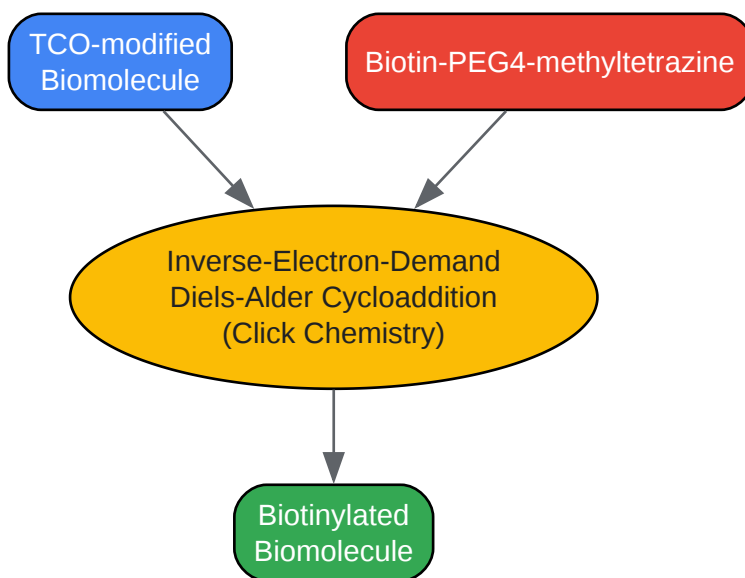 TCO-modified
Biomolecule
Biotin-PEG4-methyltetrazine
Inverse-Electron-Demand
Diels-Alder Cycloaddition
(Click Chemistry)
Biotinylated
Biomolecule